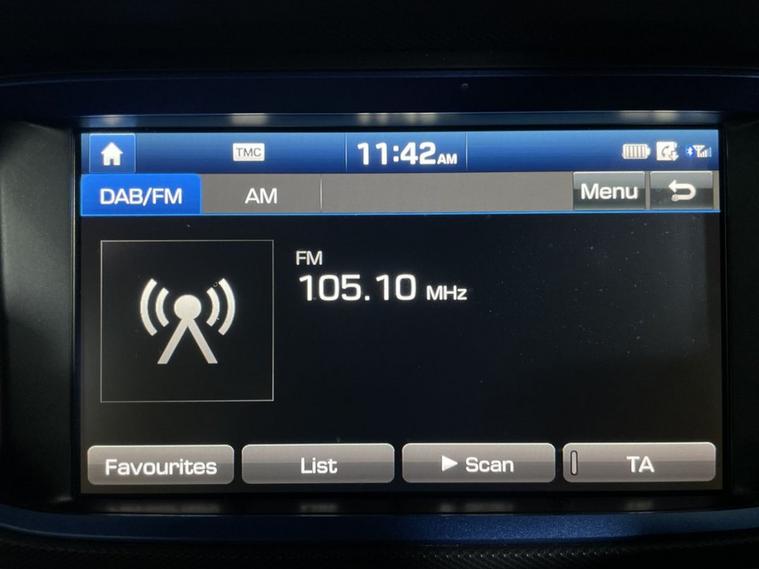 TMC
11:42AM
DAB/FM
AM
Menu
FM
105.10 MHz
Favourites
List
Scan
TA